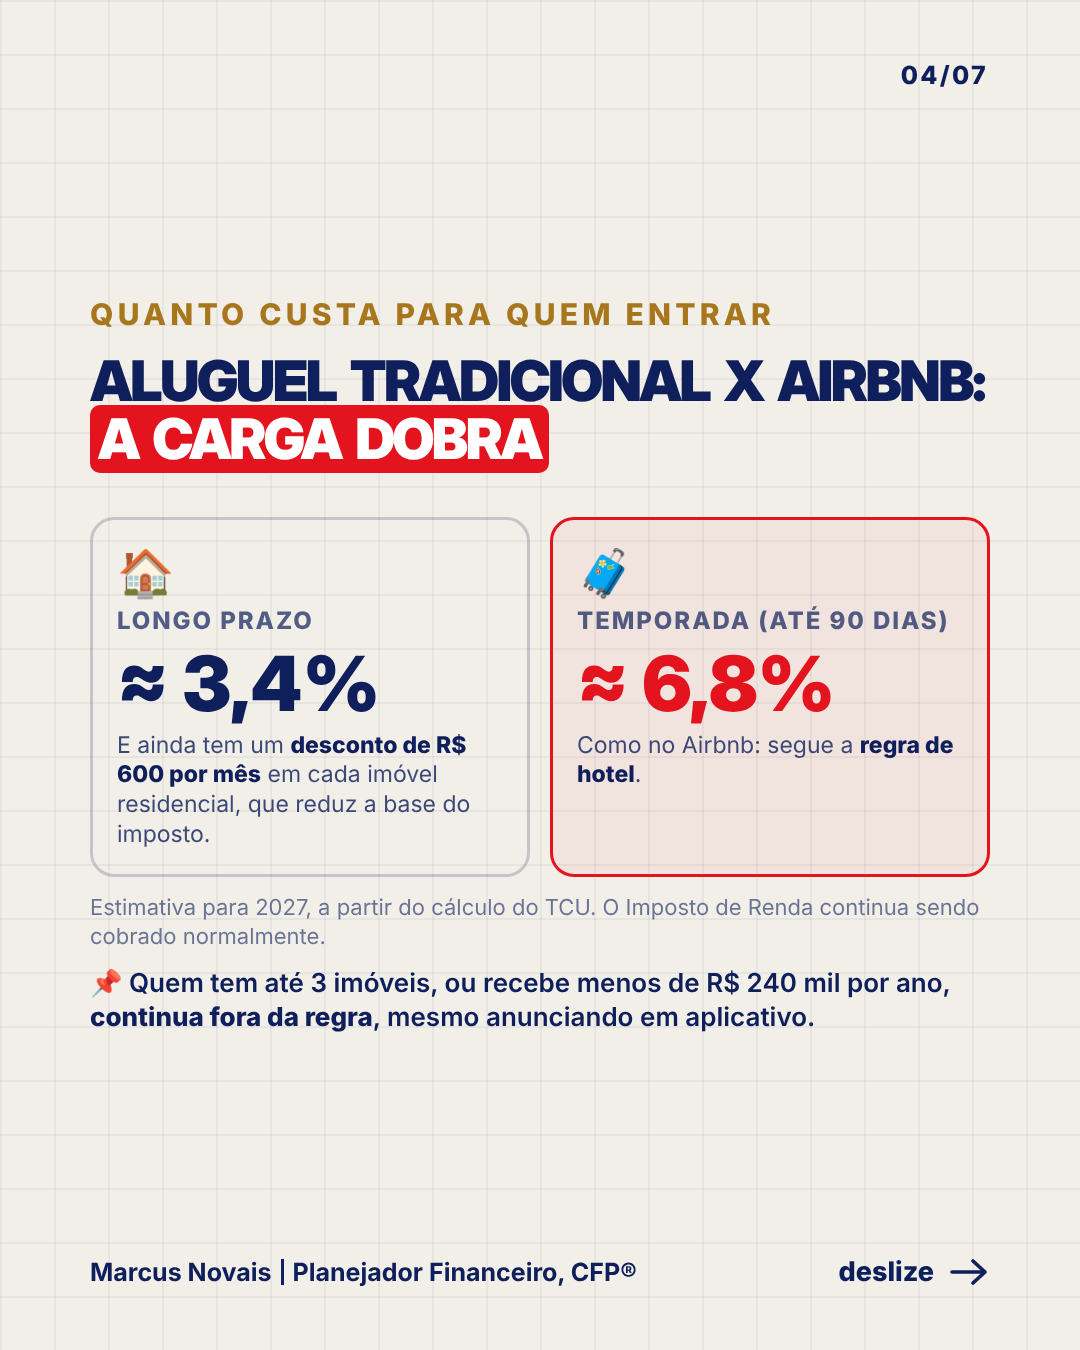 04/07
QUANTO CUSTA PARA QUEM ENTRAR
ALUGUEL TRADICIONAL X AIRBNB:
A CARGA DOBRA
LONGO PRAZO
≈ 3,4%
E ainda tem um desconto de R$
600 por mês em cada imóvel
residencial, que reduz a base do
imposto.
TEMPORADA (ATÉ 90 DIAS)
≈ 6,8%
Como no Airbnb: segue a regra de
hotel.
Estimativa para 2027, a partir do cálculo do TCU. O Imposto de Renda continua sendo
cobrado normalmente.
📌 Quem tem até 3 imóveis, ou recebe menos de R$ 240 mil por ano,
continua fora da regra, mesmo anunciando em aplicativo.
Marcus Novais | Planejador Financeiro, CFP®
deslize →